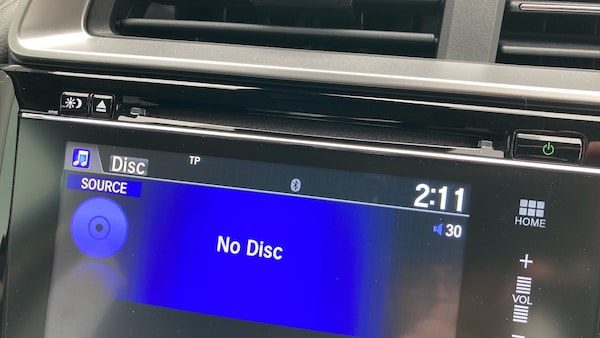 Disc
TP
2:11
SOURCE
30
No Disc
HOME
+
VOL
-